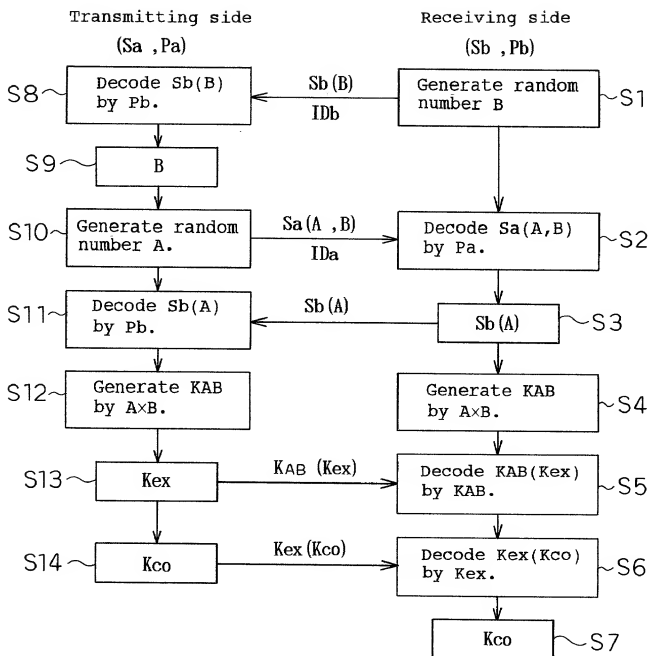 Transmitting side
Receiving side
(Sa ,Pa)
(Sb ,Pb)
S8
Decode Sb(B)
by Pb.
Sb(B)
IDb
Generate random
number B
S1
S9
B
S10
Generate random
number A.
Sa(A ,B)
IDa
Decode Sa(A,B)
by Pa.
S2
S11
Decode Sb(A)
by Pb.
Sb(A)
Sb(A)
S3
S12
Generate KAB
by A×B.
Generate KAB
by A×B.
S4
S13
Kex
KAB (Kex)
Decode KAB(Kex)
by KAB.
S5
S14
Kco
Kex(Kco)
Decode Kex(Kco)
by Kex.
S6
Kco
S7